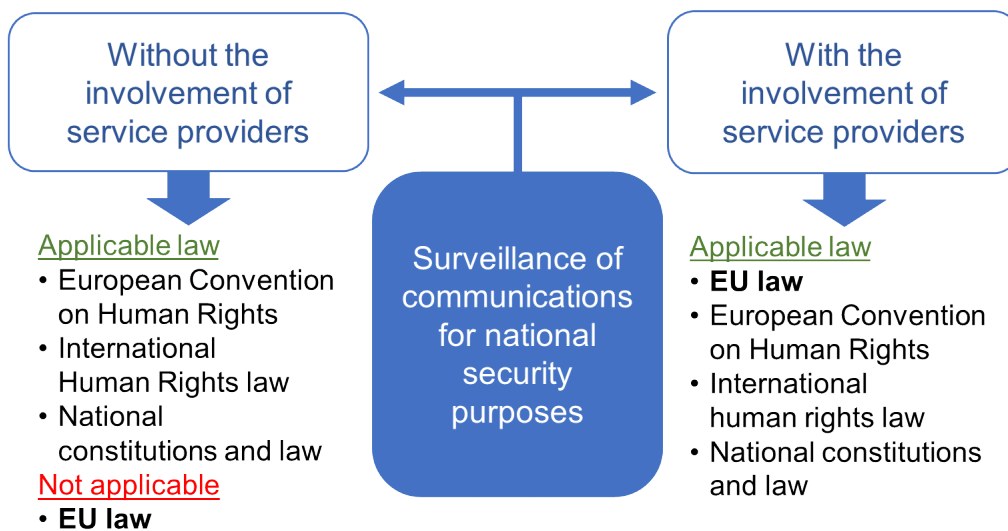 Without the
involvement of
service providers
Applicable law
• European Convention
on Human Rights
• International
Human Rights law
• National
constitutions and law
Not applicable
• EU law
Surveillance of
communications
for national
security
purposes
With the
involvement of
service providers
Applicable law
• EU law
• European Convention
on Human Rights
• International
human rights law
• National constitutions
and law